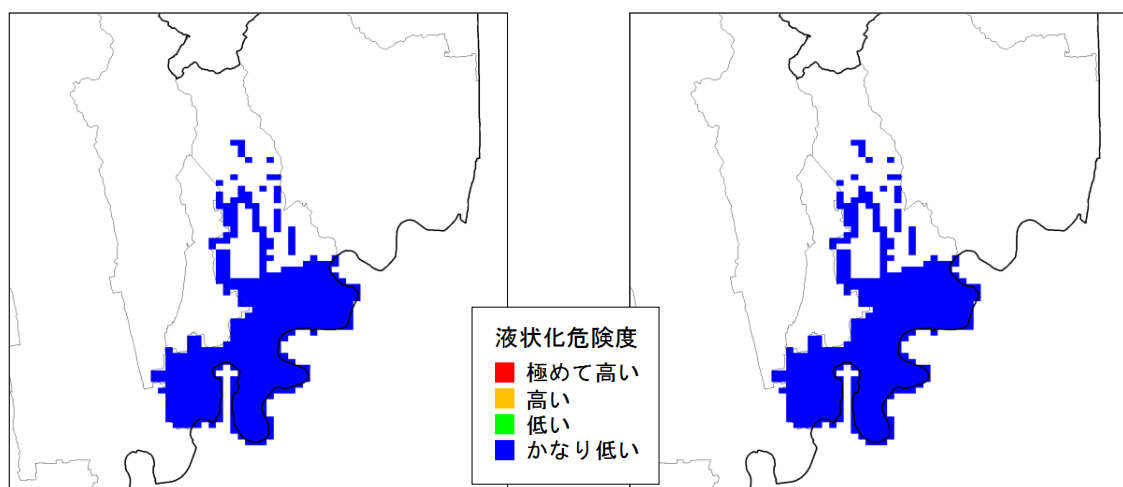 液状化危険度
極めて高い
高い
低い
かなり低い